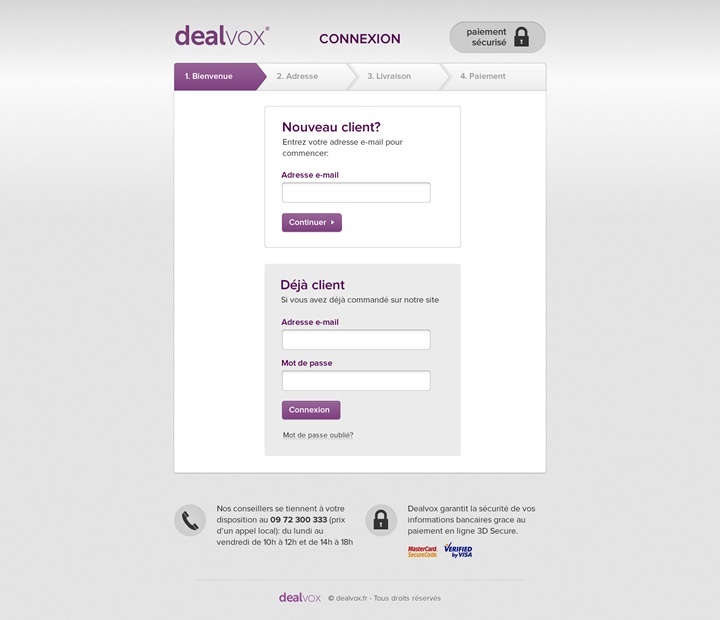 dealvox®
CONNEXION
paiement
sécurisé
1. Bienvenue
2. Adresse
3. Livraison
4. Paiement
Nouveau client?
Entrez votre adresse e-mail pour
commencer:
Adresse e-mail
Continuer
Déjà client
Si vous avez déjà commandé sur notre site
Adresse e-mail
Mot de passe
Connexion
Mot de passe oublié?
Nos conseillers se tiennent à votre
disposition au 09 72 300 333 (prix
d'un appel local): du lundi au
vendredi de 10h à 12h et de 14h à 18h
Dealvox garantit la sécurité de vos
informations bancaires grace au
paiement en ligne 3D Secure.
MasterCard.
SecureCode
VERIFIED
by VISA
dealvox © dealvox.fr - Tous droits réservés